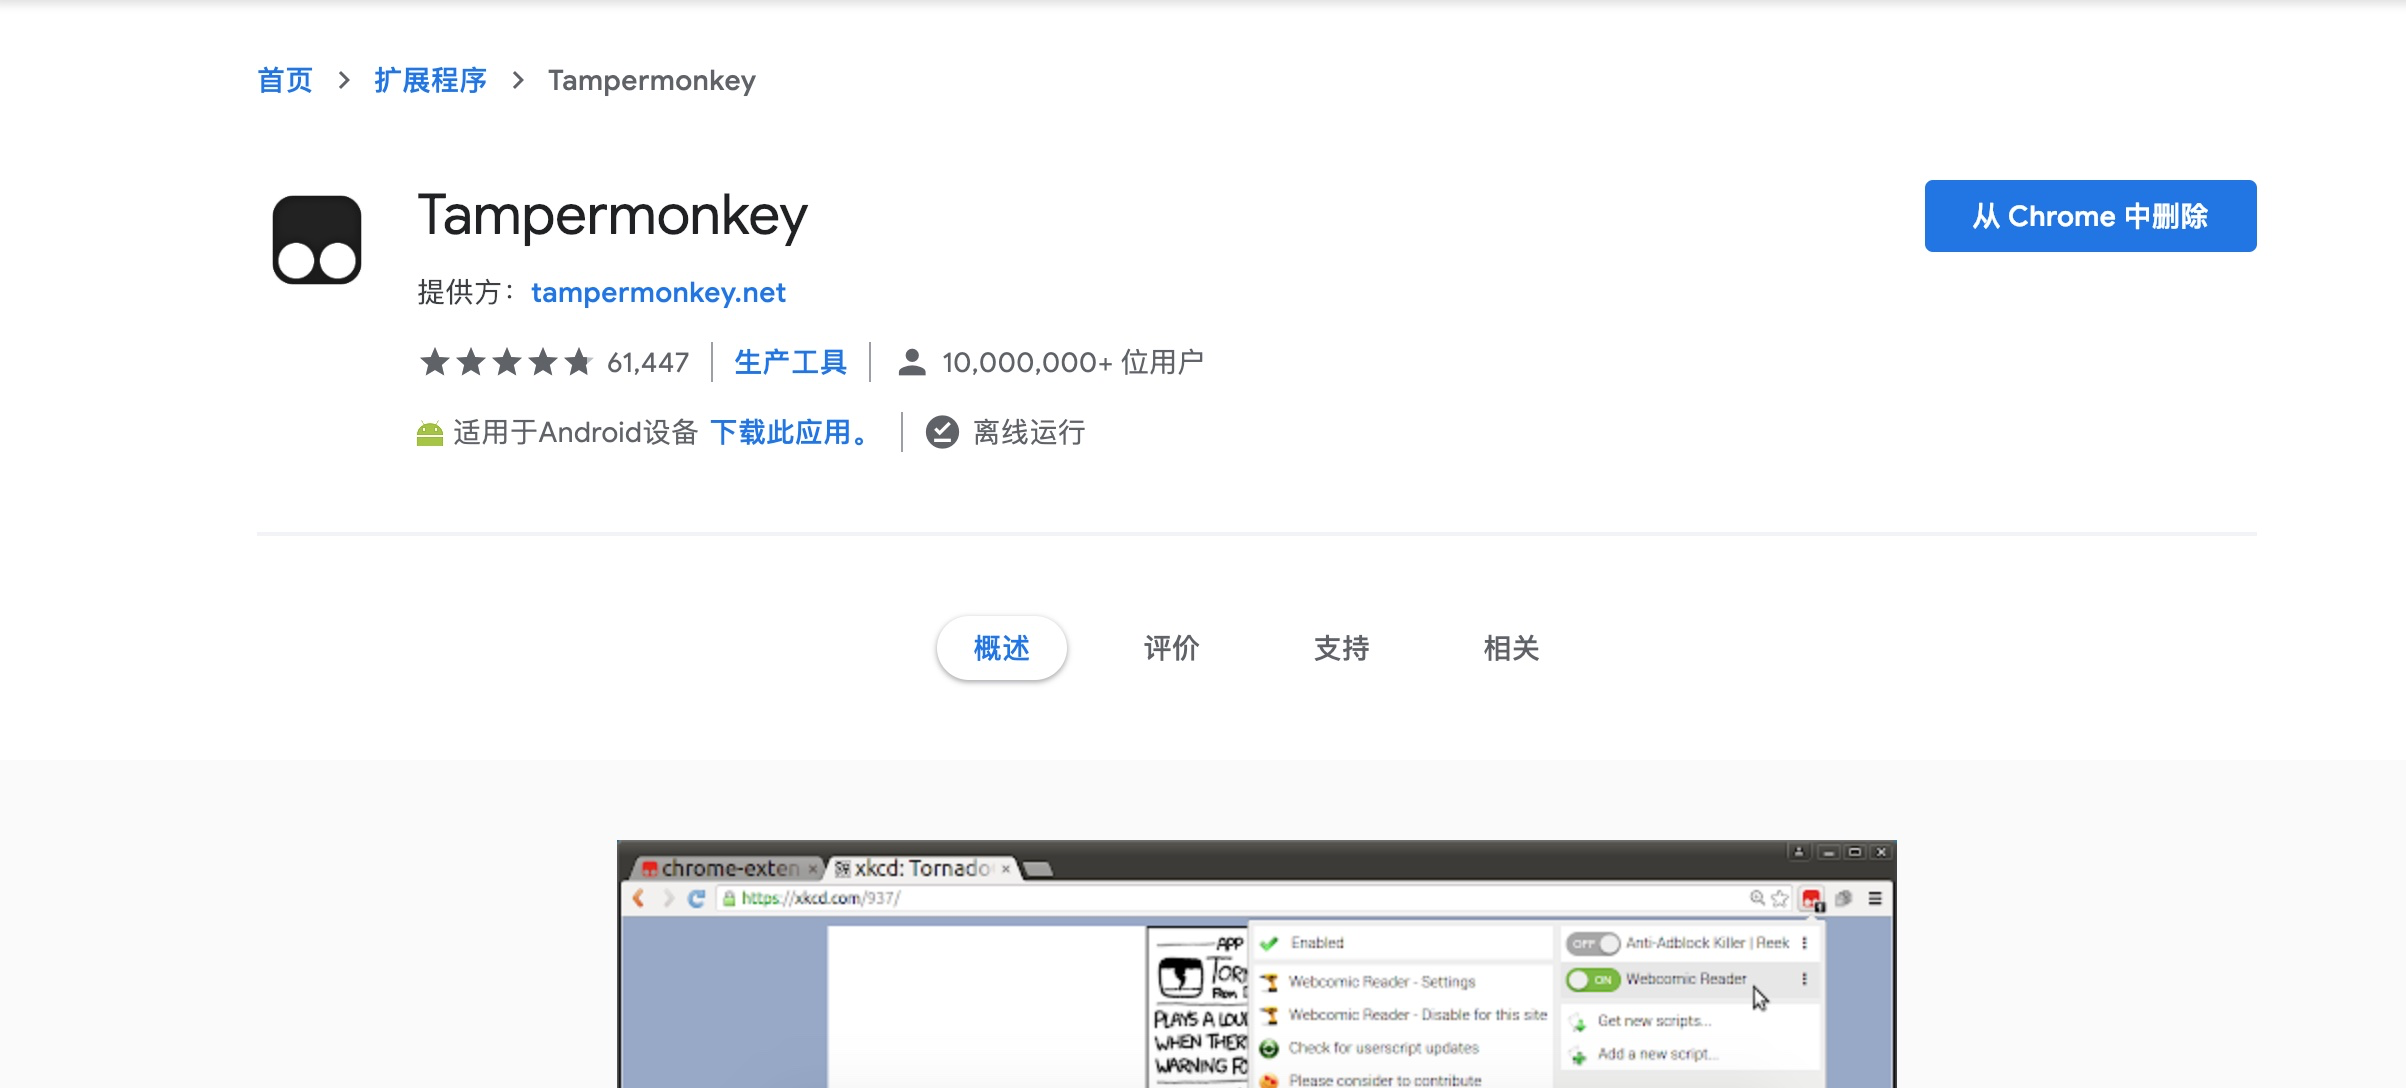 首页 > 扩展程序 > Tampermonkey
Tampermonkey
从 Chrome 中删除
提供方： tampermonkey.net
61,447 生产工具 10,000,000+ 位用户
适用于Android设备 下载此应用。 离线运行
概述 评价 支持 相关
chrome-exten xkcd: Tornado
https://xkcd.com/937/
APP
TOR
PLAYS A LOU
WHEN THER
WARNING FO
Enabled
Webcomic Reader - Settings
Webcomic Reader - Disable for this site
Check for userscript updates
Please consider to contribute
OFF Anti-Adblock Killer | Reek
ON Webcomic Reader
Get new scripts...
Add a new script...